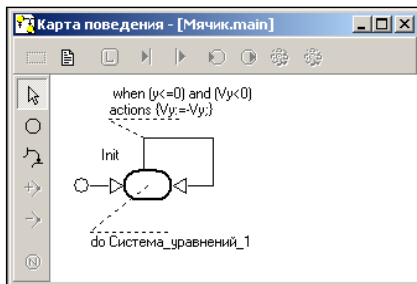 Карта поведения - [Мячик.main]
when (y<=0) and (Vy<0)
actions {Vy:=-Vy;}
Init
do Система_уравнений_1